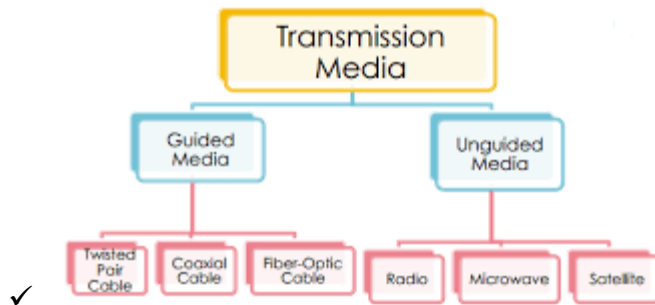 Transmission
Media
Guided
Media
Unguided
Media
Twisted
Pair
Cable
Coaxial
Cable
Fiber-Optic
Cable
Radio
Microwave
Satellite
✓